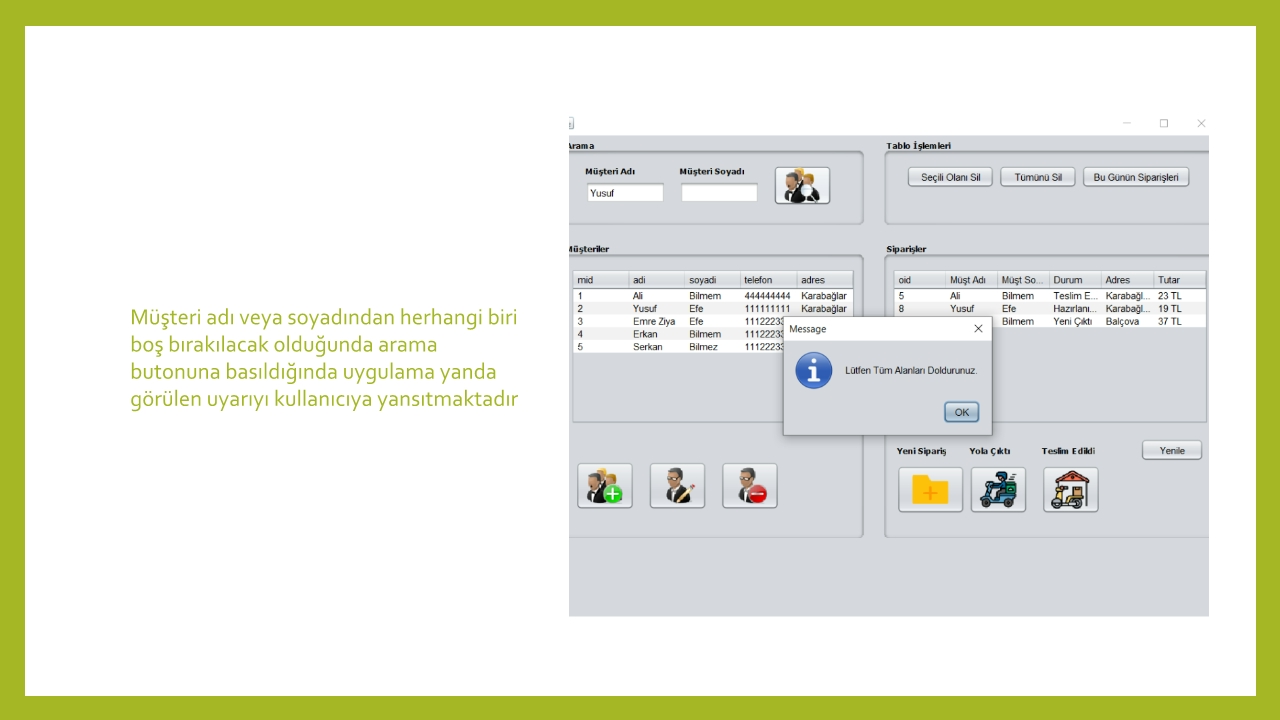 Müşteri adı veya soyadından herhangi biri
boş bırakılacak olduğunda arama
butonuna basıldığında uygulama yanda
görülen uyarıyı kullanıcıya yansıtmaktadır
Arama
Müşteri Adı Müşteri Soyadı
Yusuf
Tablo İşlemleri
Seçili Olanı Sil Tümünü Sil Bu Günün Siparişleri
Müşteriler
mid adi soyadi telefon adres
1 Ali Bilmem 444444444 Karabağlar
2 Yusuf Efe 111111111 Karabağlar
3 Emre Ziya Efe 11122233
4 Erkan Bilmem 11122233
5 Serkan Bilmez 11122233
Siparişler
oid Müşt Adı Müşt So... Durum Adres Tutar
5 Ali Bilmem Teslim E... Karabağl... 23 TL
8 Yusuf Efe Hazırlanı... Karabağl... 19 TL
Bilmem Yeni Çıktı Balçova 37 TL
Message
Lütfen Tüm Alanları Doldurunuz.
OK
Yeni Sipariş Yola Çıktı Teslim Edildi
Yenile